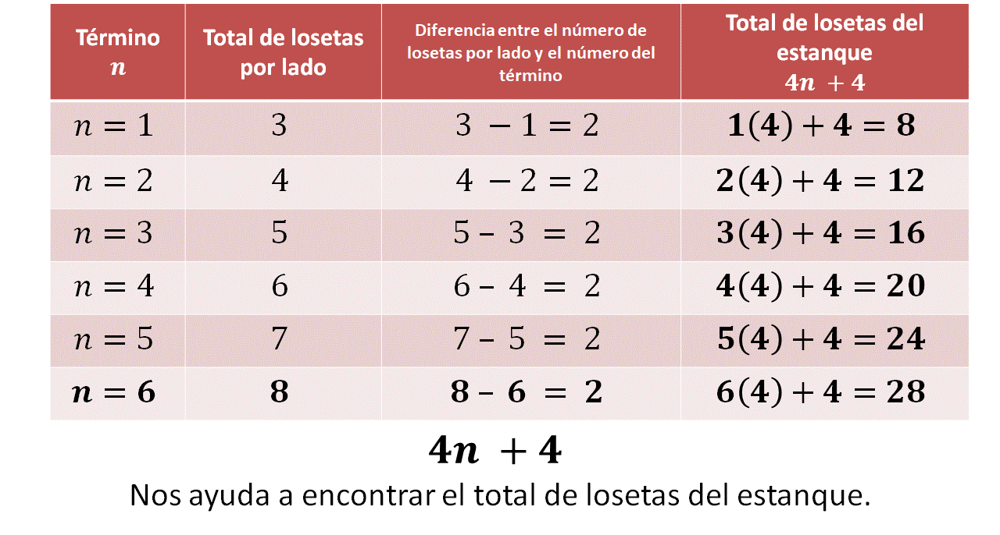 Término
n
Total de losetas
por lado
Diferencia entre el número de
losetas por lado y el número del
término
Total de losetas del
estanque
4n + 4
n = 1 3 3 − 1 = 2 1(4) + 4 = 8
n = 2 4 4 − 2 = 2 2(4) + 4 = 12
n = 3 5 5 – 3 = 2 3(4) + 4 = 16
n = 4 6 6 – 4 = 2 4(4) + 4 = 20
n = 5 7 7 – 5 = 2 5(4) + 4 = 24
n = 6 8 8 – 6 = 2 6(4) + 4 = 28
4n + 4
Nos ayuda a encontrar el total de losetas del estanque.